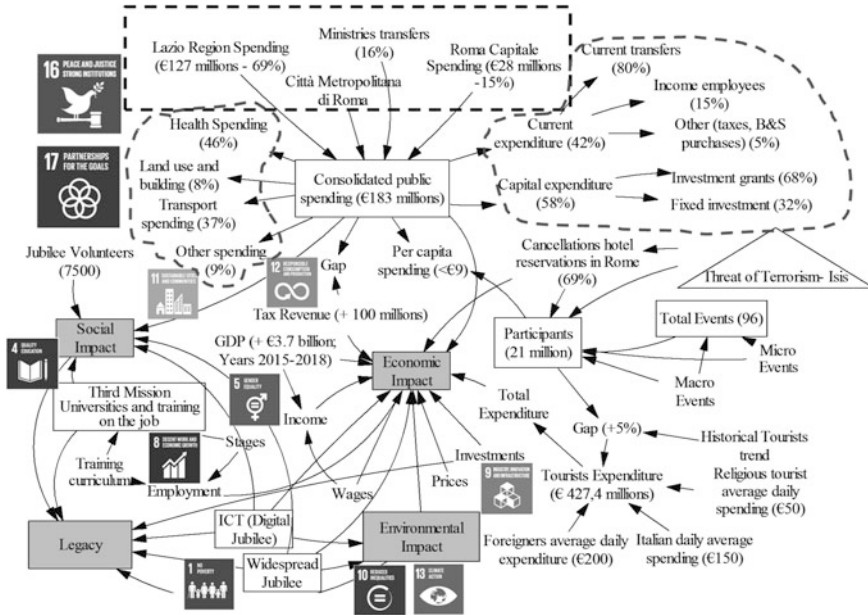 Lazio Region Spending
(€127 millions - 69%)
Ministries transfers
(16%)
Roma Capitale
Spending (€28 millions
-15%)
Città Metropolitana
di Roma
Current transfers
(80%)
Income employees
(15%)
Other (taxes, B&S
purchases) (5%)
Current
expenditure (42%)
Capital expenditure
(58%)
Investment grants (68%)
Fixed investment (32%)
16 PEACE AND JUSTICE
STRONG INSTITUTIONS
17 PARTNERSHIPS
FOR THE GOALS
Health Spending
(46%)
Land use and
building (8%)
Transport
spending (37%)
Other spending
(9%)
Consolidated public
spending (€183 millions)
Jubilee Volunteers
(7500)
11 SUSTAINABLE CITIES
AND COMMUNITIES
12 RESPONSIBLE
CONSUMPTION
AND PRODUCTION
Gap
Per capita
spending (<€9)
Cancellations hotel
reservations in Rome
(69%)
Threat of Terrorism- Isis
Tax Revenue (+ 100 millions)
Social
Impact
4 QUALITY
EDUCATION
GDP (+ €3.7 billion;
Years 2015-2018)
Economic
Impact
Participants
(21 million)
Total Events (96)
Micro
Events
Macro
Events
5 GENDER
EQUALITY
Third Mission
Universities and training
on the job
Income
Total
Expenditure
Gap (+5%)
Historical Tourists
trend
8 DECENT WORK AND
ECONOMIC GROWTH
Stages
Training
curriculum
Employment
Investments
Wages
Prices
9 INDUSTRY, INNOVATION
AND INFRASTRUCTURE
Tourists Expenditure
(€ 427,4 millions)
Religious tourist
average daily
spending (€50)
Legacy
ICT (Digital
Jubilee)
Environmental
Impact
Foreigners average daily
expenditure (€200)
Italian daily average
spending (€150)
1 NO
POVERTY
Widespread
Jubilee
10 REDUCED
INEQUALITIES
13 CLIMATE
ACTION